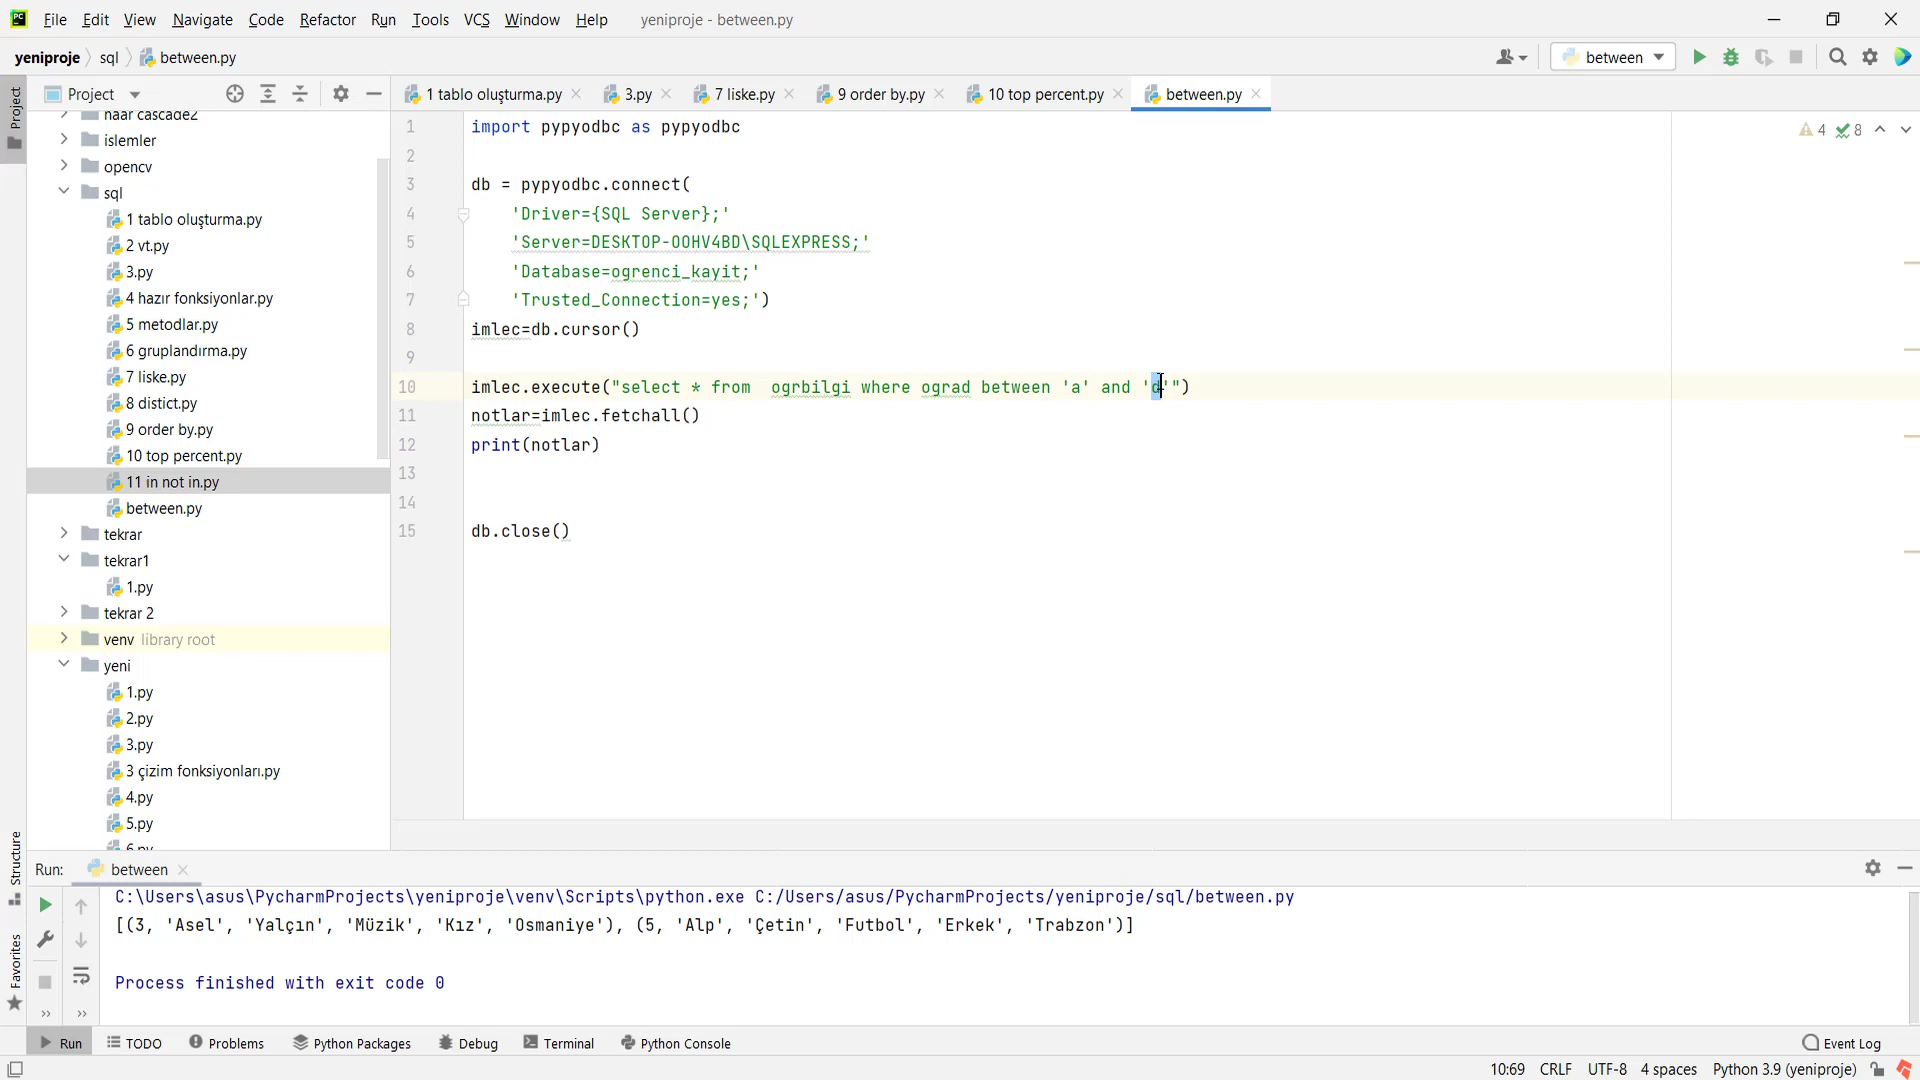 File Edit View Navigate Code Refactor Run Tools VCS Window Help yeniproje - between.py
yeniproje sql between.py between
Project
Project
1 tablo oluşturma.py 3.py 7 liske.py 9 order by.py 10 top percent.py between.py
naar cascade2
islemler
opencv
sql
1 tablo oluşturma.py
2 vt.py
3.py
4 hazır fonksiyonlar.py
5 metodlar.py
6 gruplandırma.py
7 liske.py
8 distict.py
9 order by.py
10 top percent.py
11 in not in.py
between.py
tekrar
tekrar1
1.py
tekrar 2
venv library root
yeni
1.py
2.py
3.py
3 çizim fonksiyonları.py
4.py
5.py
6.py
4 8
1 import pypyodbc as pypyodbc
2
3 db = pypyodbc.connect(
4 'Driver={SQL Server};'
5 'Server=DESKTOP-OOHV4BD\SQLEXPRESS;'
6 'Database=ogrenci_kayit;'
7 'Trusted_Connection=yes;')
8 imlec=db.cursor()
9
10 imlec.execute("select * from  ogrbilgi where ograd between 'a' and 'd'")
11 notlar=imlec.fetchall()
12 print(notlar)
13
14
15 db.close()
Structure
Favorites
Run: between
C:\Users\asus\PycharmProjects\yeniproje\venv\Scripts\python.exe C:/Users/asus/PycharmProjects/yeniproje/sql/between.py
[(3, 'Asel', 'Yalçın', 'Müzik', 'Kız', 'Osmaniye'), (5, 'Alp', 'Çetin', 'Futbol', 'Erkek', 'Trabzon')]
Process finished with exit code 0
Run TODO Problems Python Packages Debug Terminal Python Console Event Log
10:69 CRLF UTF-8 4 spaces Python 3.9 (yeniproje)